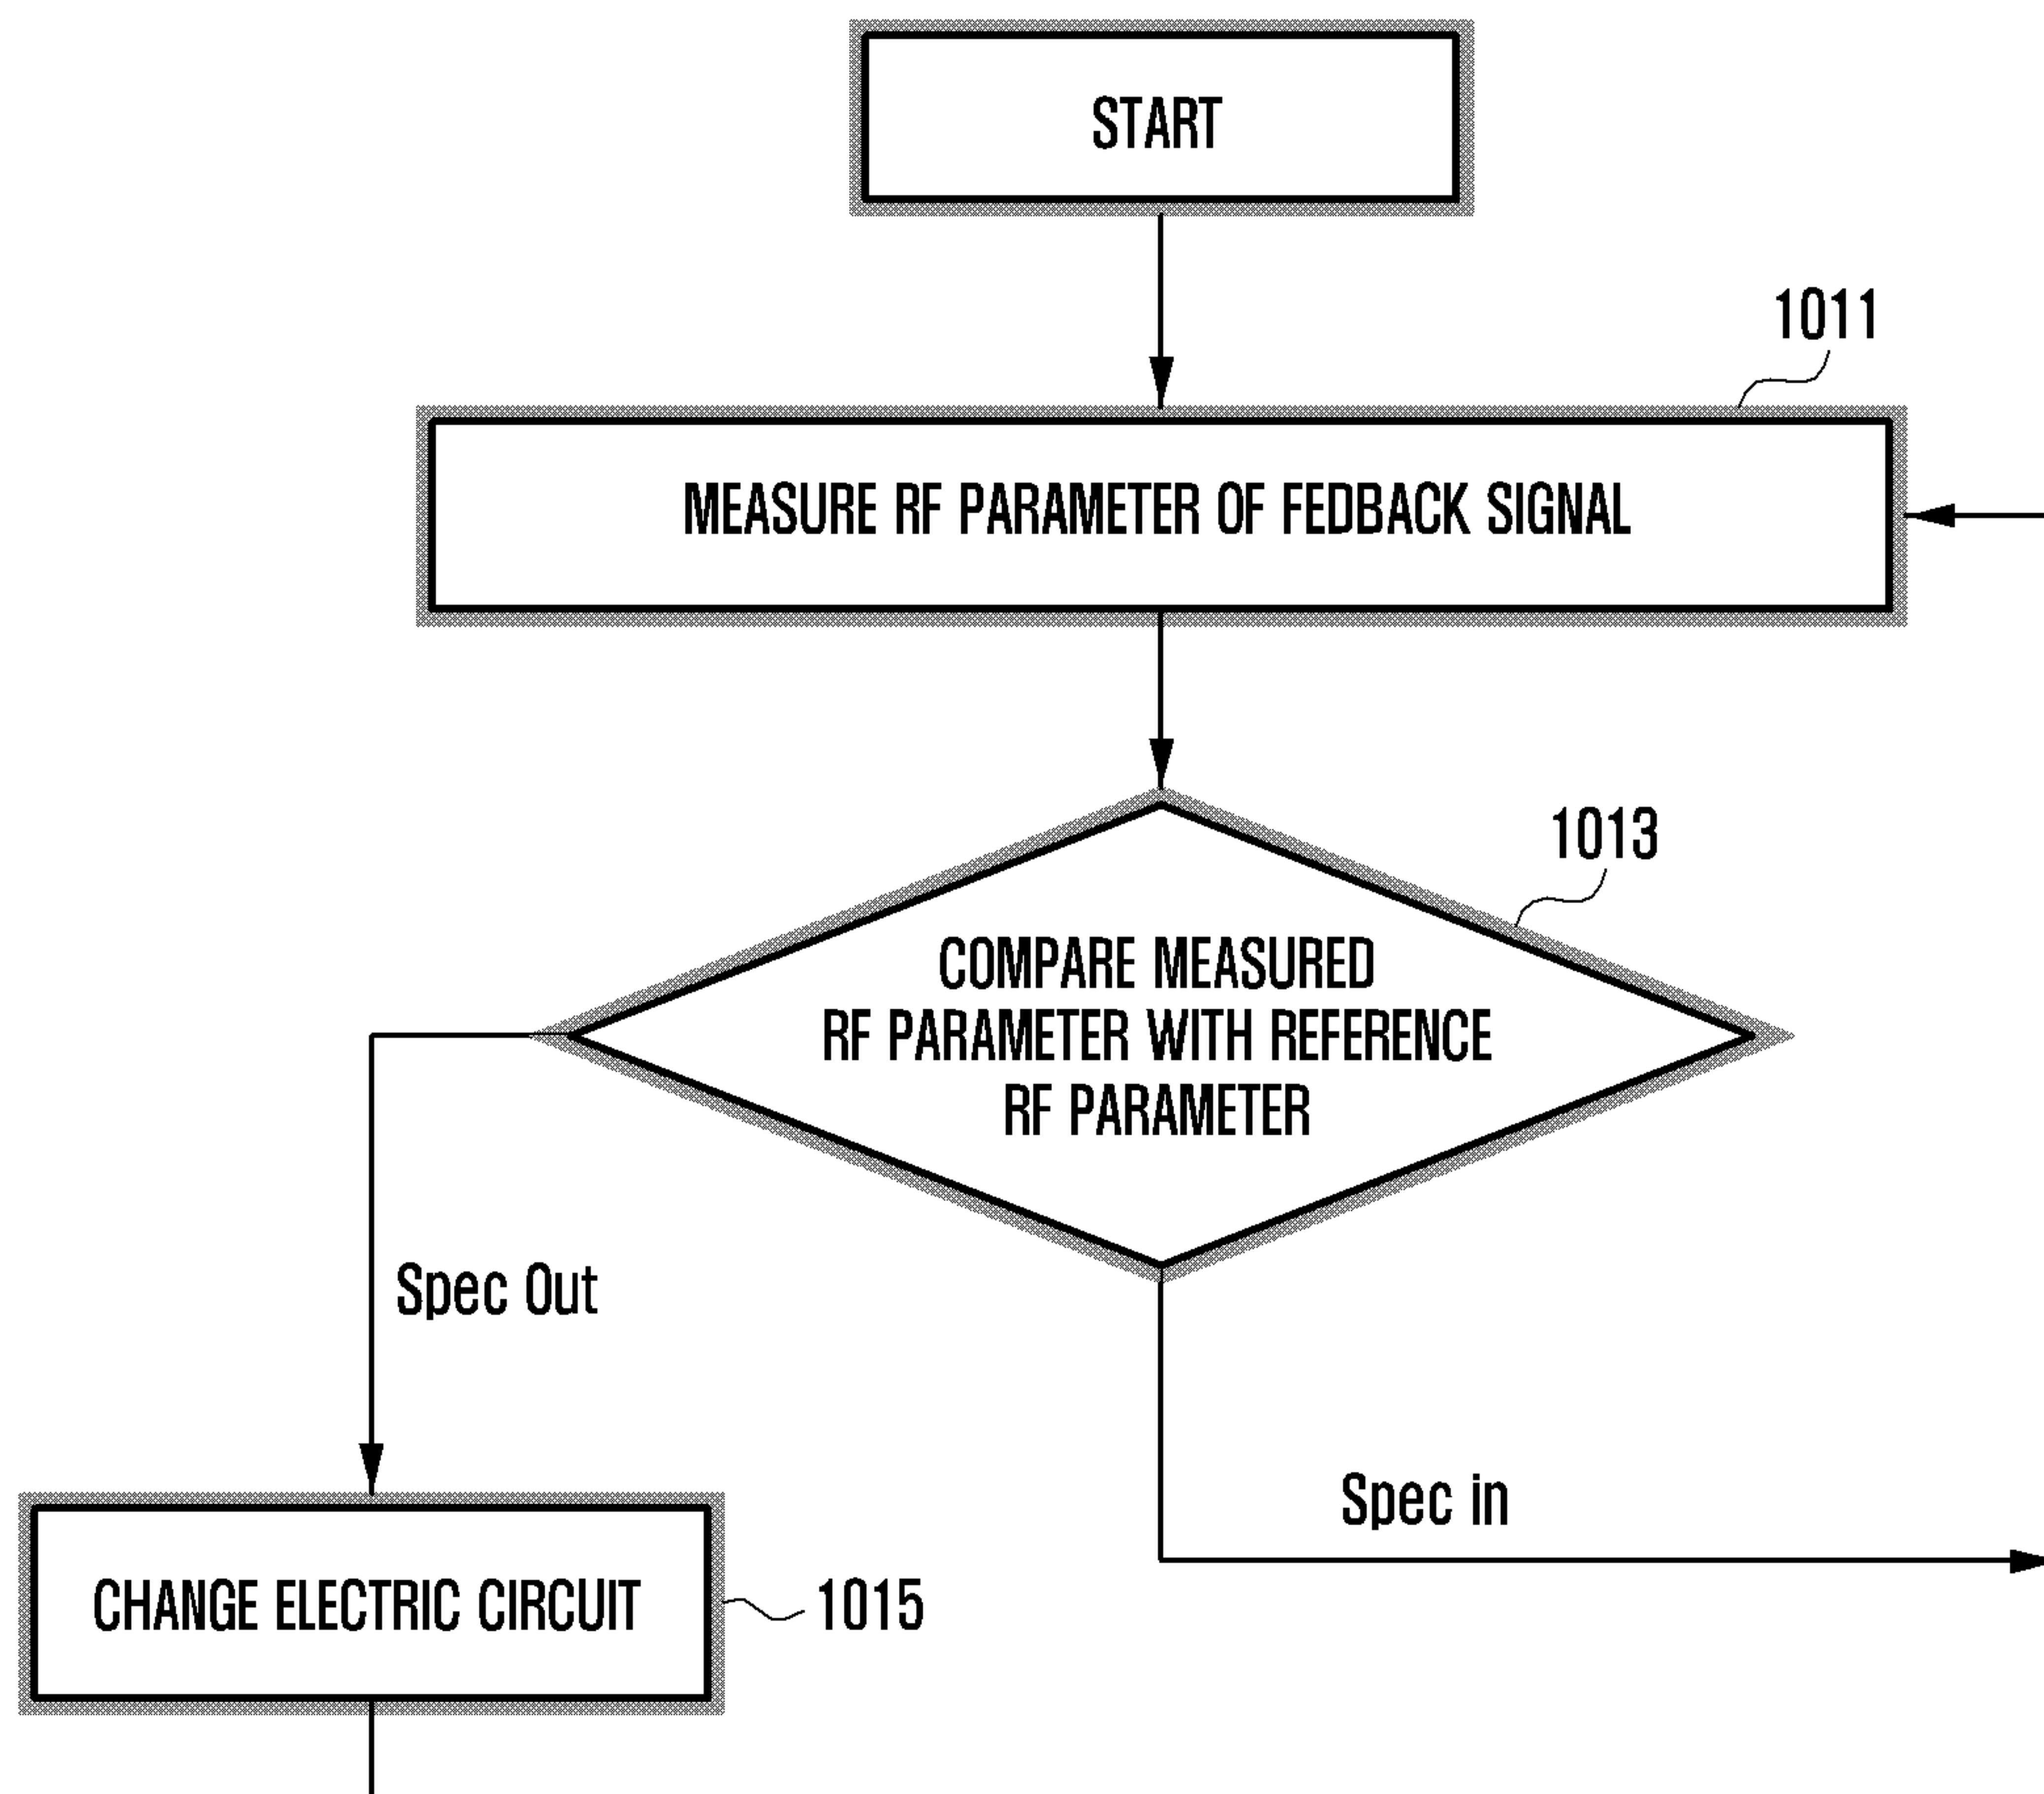 START
1011
MEASURE RF PARAMETER OF FEDBACK SIGNAL
1013
COMPARE MEASURED
RF PARAMETER WITH REFERENCE
RF PARAMETER
Spec Out
Spec in
CHANGE ELECTRIC CIRCUIT
1015